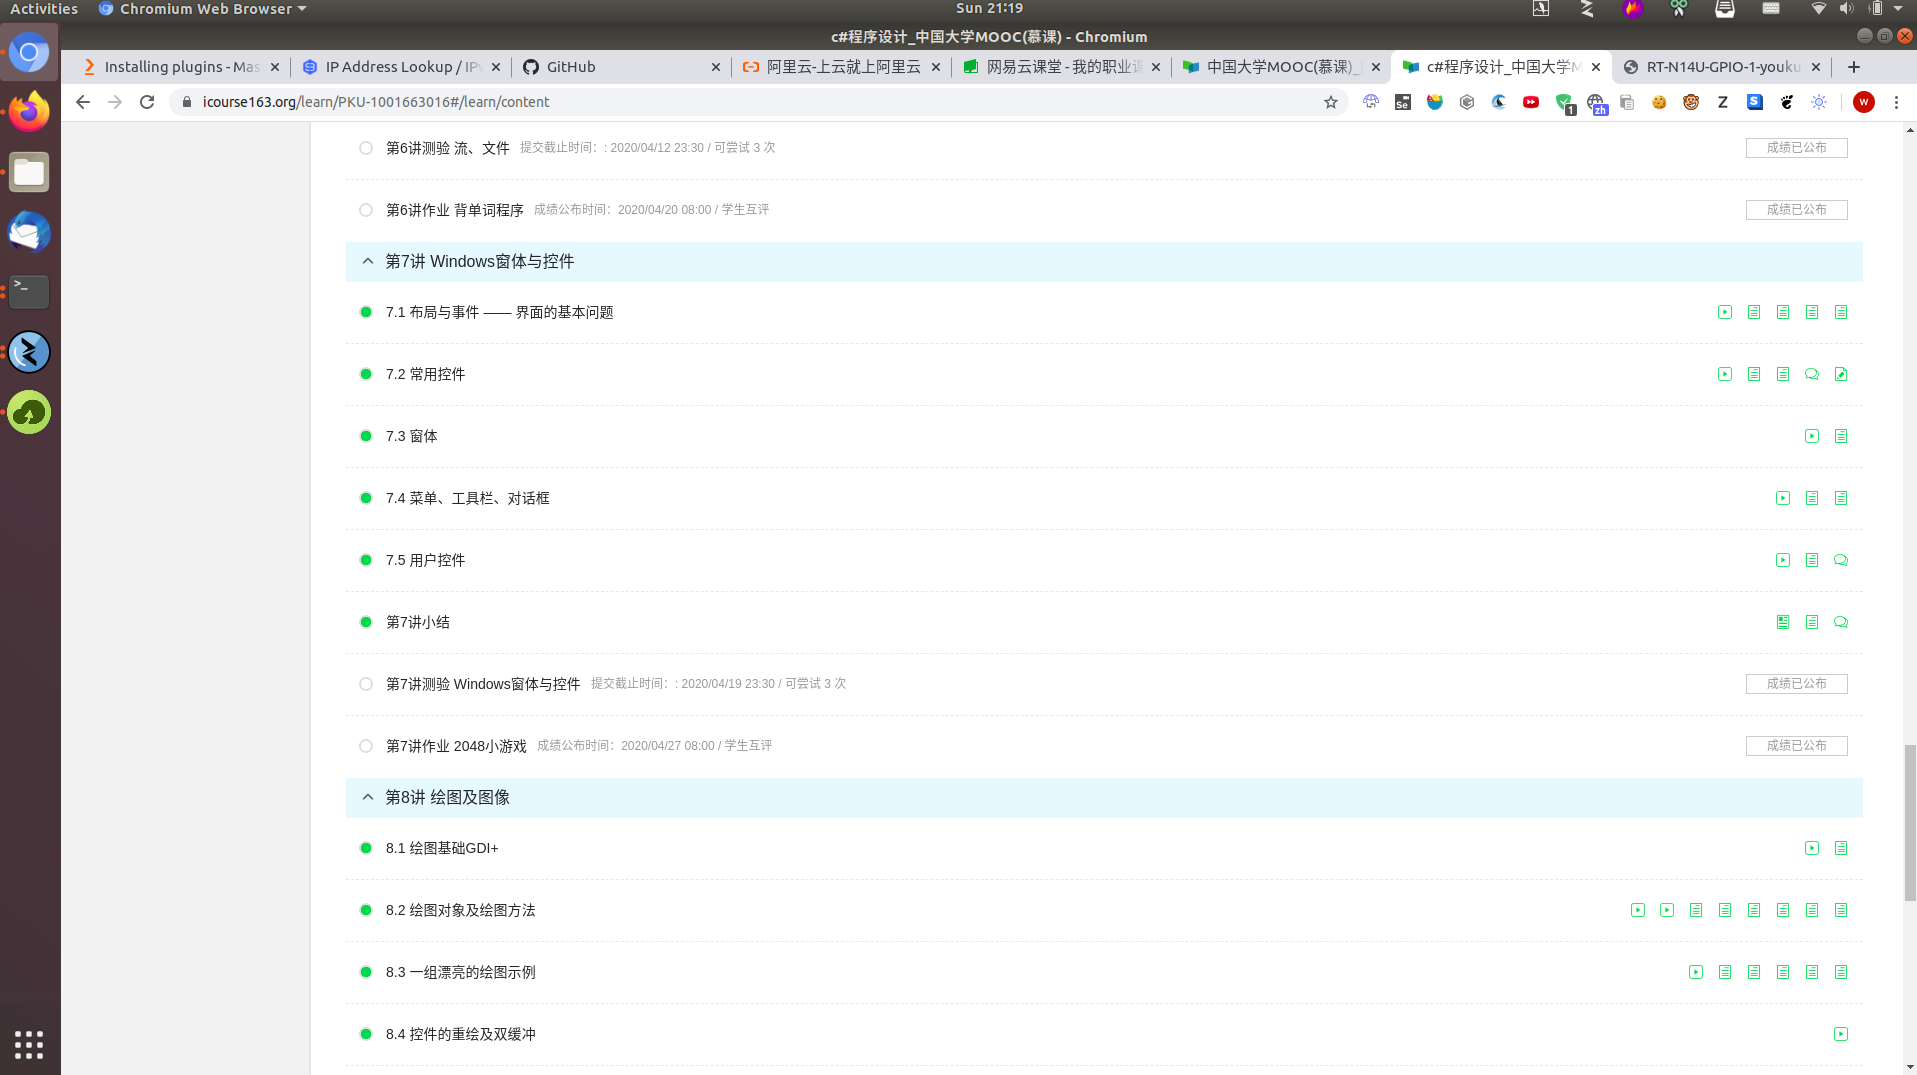 Activities
Chromium Web Browser
Sun 21:19
c#程序设计_中国大学MOOC(慕课) - Chromium
Installing plugins - Mas
IP Address Lookup / IPv
GitHub
阿里云-上云就上阿里云
网易云课堂 - 我的职业课
中国大学MOOC(慕课)_
c#程序设计_中国大学M
RT-N14U-GPIO-1-youku
icourse163.org/learn/PKU-1001663016#/learn/content
Se
1
zh
Z
S
W
第6讲测验 流、文件 提交截止时间：: 2020/04/12 23:30 / 可尝试 3 次 成绩已公布
第6讲作业 背单词程序 成绩公布时间：2020/04/20 08:00 / 学生互评 成绩已公布
第7讲 Windows窗体与控件
7.1 布局与事件 —— 界面的基本问题
7.2 常用控件
7.3 窗体
7.4 菜单、工具栏、对话框
7.5 用户控件
第7讲小结
第7讲测验 Windows窗体与控件 提交截止时间：: 2020/04/19 23:30 / 可尝试 3 次 成绩已公布
第7讲作业 2048小游戏 成绩公布时间：2020/04/27 08:00 / 学生互评 成绩已公布
第8讲 绘图及图像
8.1 绘图基础GDI+
8.2 绘图对象及绘图方法
8.3 一组漂亮的绘图示例
8.4 控件的重绘及双缓冲